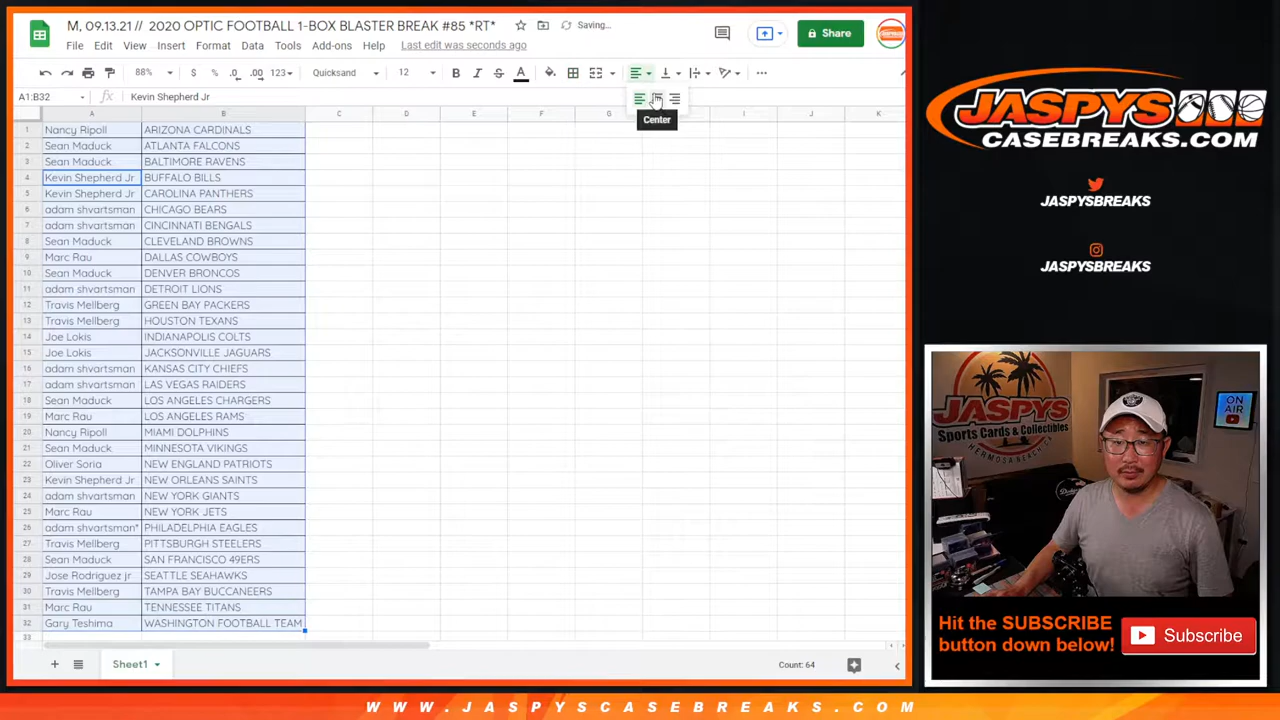 M, 09.13.21 // 2020 OPTIC FOOTBALL 1-BOX BLASTER BREAK #85 *RT*
Saving...
Share
File Edit View Insert Format Data Tools Add-ons Help Last edit was seconds ago
88% $ % .0 .00 123 Quicksand 12 B I S A
A1:B32 fx Kevin Shepherd Jr
Center
A B C D E F G H I J K
1 Nancy Ripoll ARIZONA CARDINALS
2 Sean Maduck ATLANTA FALCONS
3 Sean Maduck BALTIMORE RAVENS
4 Kevin Shepherd Jr BUFFALO BILLS
5 Kevin Shepherd Jr CAROLINA PANTHERS
6 adam shvartsman CHICAGO BEARS
7 adam shvartsman CINCINNATI BENGALS
8 Sean Maduck CLEVELAND BROWNS
9 Marc Rau DALLAS COWBOYS
10 Sean Maduck DENVER BRONCOS
11 adam shvartsman DETROIT LIONS
12 Travis Mellberg GREEN BAY PACKERS
13 Travis Mellberg HOUSTON TEXANS
14 Joe Lokis INDIANAPOLIS COLTS
15 Joe Lokis JACKSONVILLE JAGUARS
16 adam shvartsman KANSAS CITY CHIEFS
17 adam shvartsman LAS VEGAS RAIDERS
18 Sean Maduck LOS ANGELES CHARGERS
19 Marc Rau LOS ANGELES RAMS
20 Nancy Ripoll MIAMI DOLPHINS
21 Sean Maduck MINNESOTA VIKINGS
22 Oliver Soria NEW ENGLAND PATRIOTS
23 Kevin Shepherd Jr NEW ORLEANS SAINTS
24 adam shvartsman NEW YORK GIANTS
25 Marc Rau NEW YORK JETS
26 adam shvartsman* PHILADELPHIA EAGLES
27 Travis Mellberg PITTSBURGH STEELERS
28 Sean Maduck SAN FRANCISCO 49ERS
29 Jose Rodriguez jr SEATTLE SEAHAWKS
30 Travis Mellberg TAMPA BAY BUCCANEERS
31 Marc Rau TENNESSEE TITANS
32 Gary Teshima WASHINGTON FOOTBALL TEAM
33
Sheet1
Count: 64
JASPYS
CASEBREAKS.COM
JASPYSBREAKS
JASPYSBREAKS
JASPYS
Sports Cards & Collectibles
HERMOSA BEACH, CA
ON AIR
Hit the SUBSCRIBE
button down below!
Subscribe
WWW.JASPYSCASEBREAKS.COM